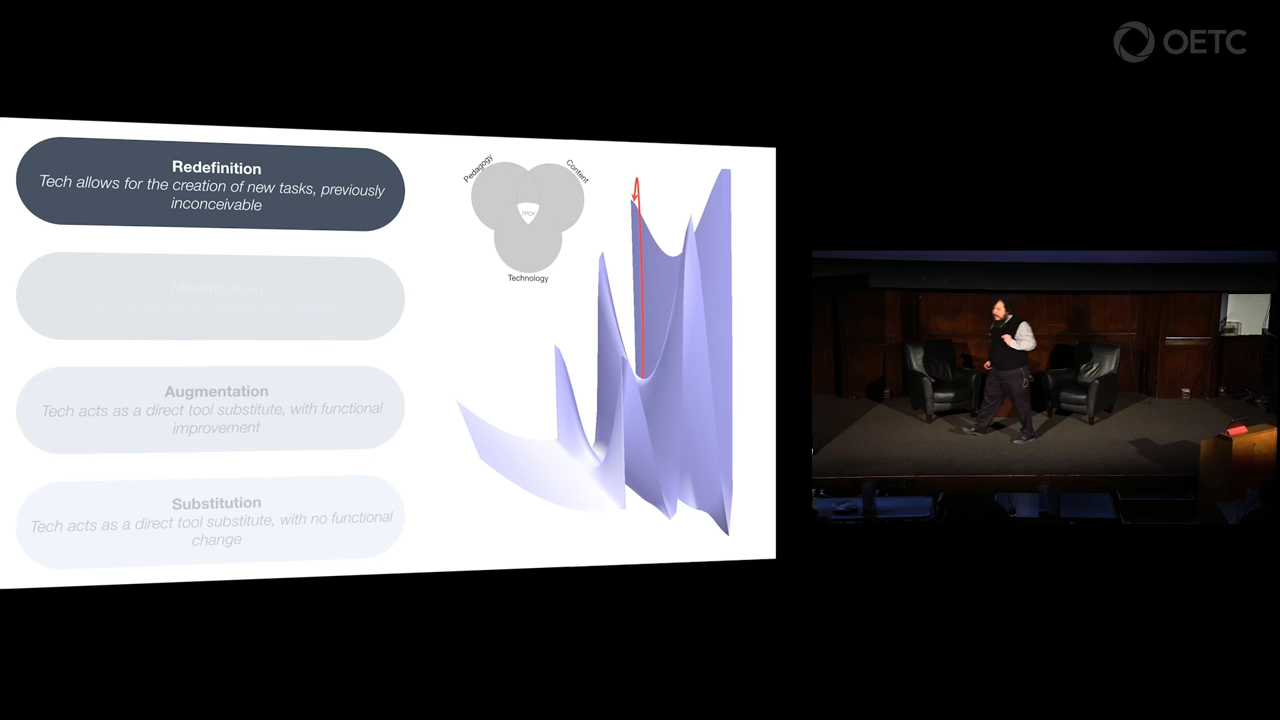 OETC
Redefinition
Tech allows for the creation of new tasks, previously
inconceivable
Augmentation
Tech acts as a direct tool substitute, with functional
improvement
Substitution
Tech acts as a direct tool substitute, with no functional
change
Pedagogy
Content
TPCK
Technology